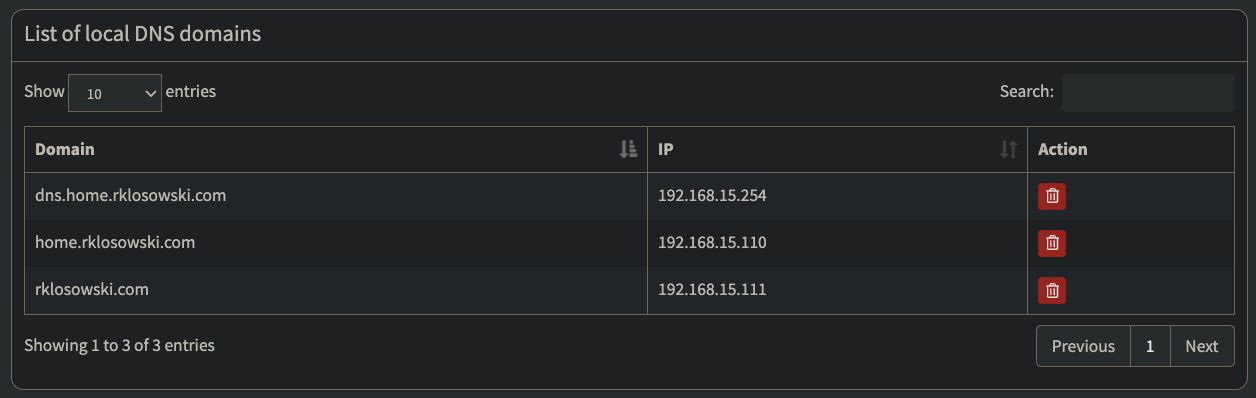 List of local DNS domains
Show 10 entries Search:
Domain IP Action
dns.home.rklosowski.com 192.168.15.254
home.rklosowski.com 192.168.15.110
rklosowski.com 192.168.15.111
Showing 1 to 3 of 3 entries Previous 1 Next